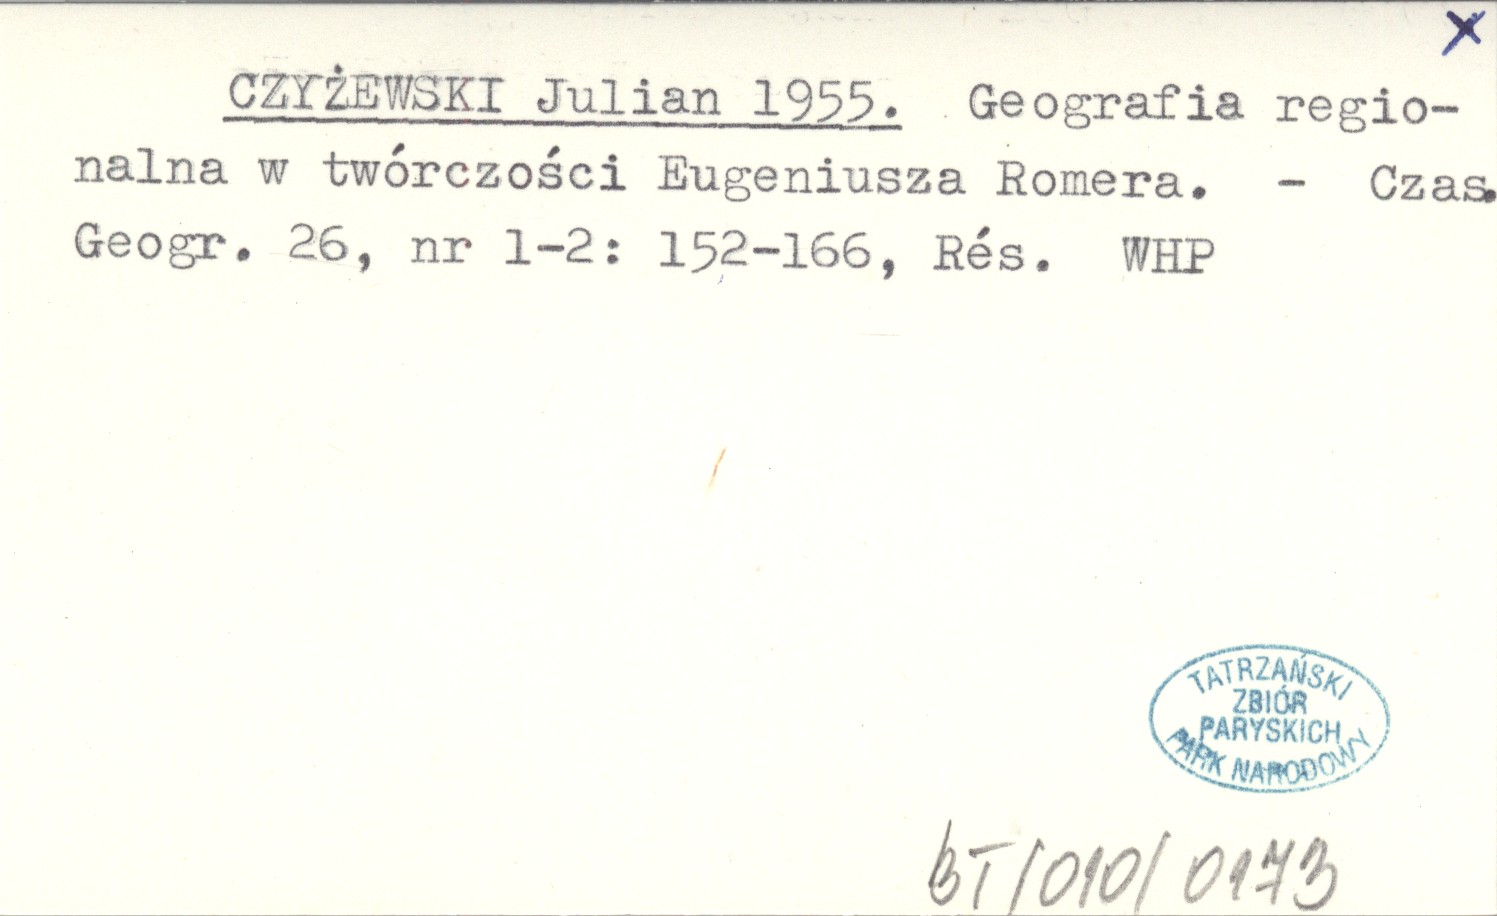 x
CZYŻEWSKI Julian 1955. Geografia regio-
nalna w twórczości Eugeniusza Romera. - Czas.
Geogr. 26, nr 1-2: 152-166, Rés. WHP
TATRZAŃSKI
ZBIÓR
PARYSKICH
PARK NARODOWY
BT/010/0173